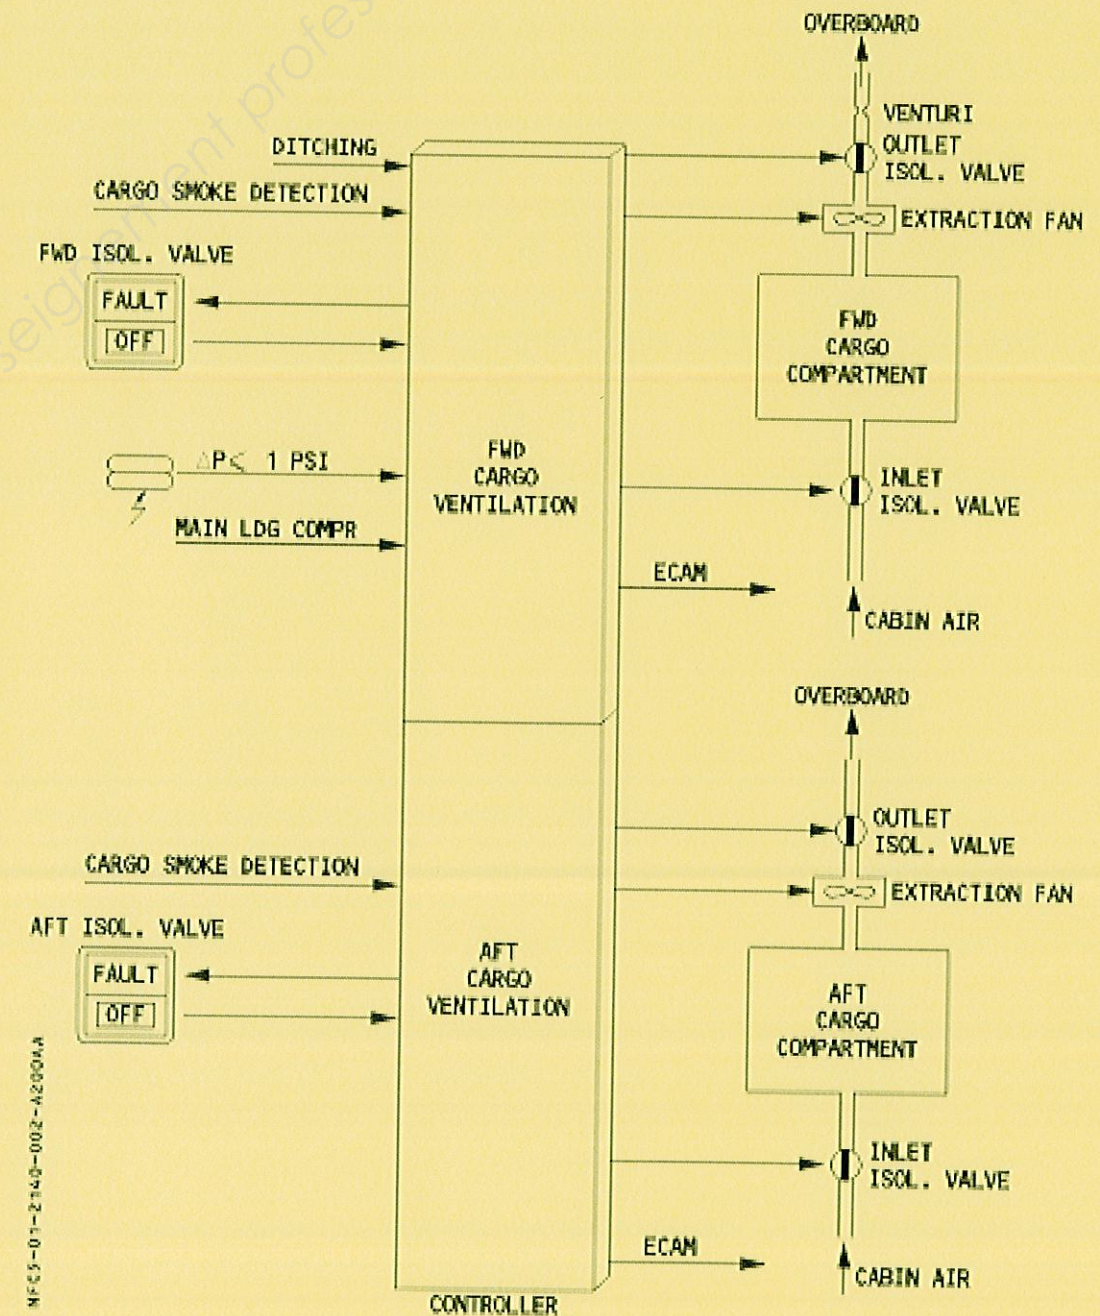 OVERBOARD
VENTURI
OUTLET
ISOL. VALVE
EXTRACTION FAN
DITCHING
CARGO SMOKE DETECTION
FWD ISOL. VALVE
FAULT
OFF
FWD
CARGO
COMPARTMENT
△P< 1 PSI
MAIN LDG COMPR
FWD
CARGO
VENTILATION
INLET
ISOL. VALVE
ECAM
CABIN AIR
OVERBOARD
OUTLET
ISOL. VALVE
EXTRACTION FAN
CARGO SMOKE DETECTION
AFT ISOL. VALVE
FAULT
OFF
AFT
CARGO
VENTILATION
AFT
CARGO
COMPARTMENT
INLET
ISOL. VALVE
ECAM
CABIN AIR
CONTROLLER